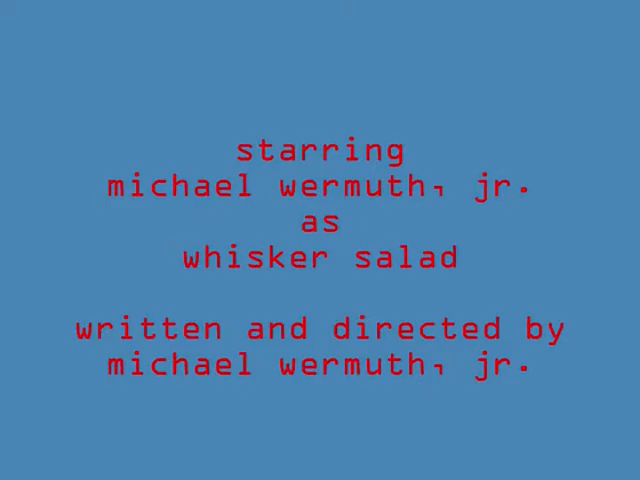 starring
michael wermuth, jr.
as
whisker salad
written and directed by
michael wermuth, jr.